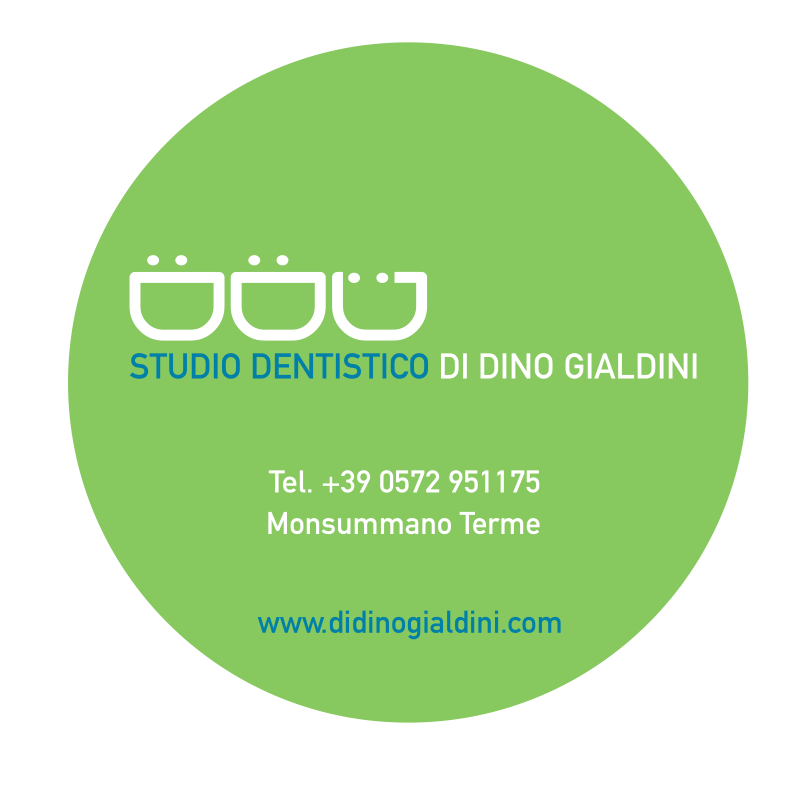 STUDIO DENTISTICO DI DINO GIALDINI
Tel. +39 0572 951175
Monsummano Terme
www.didinogialdini.com